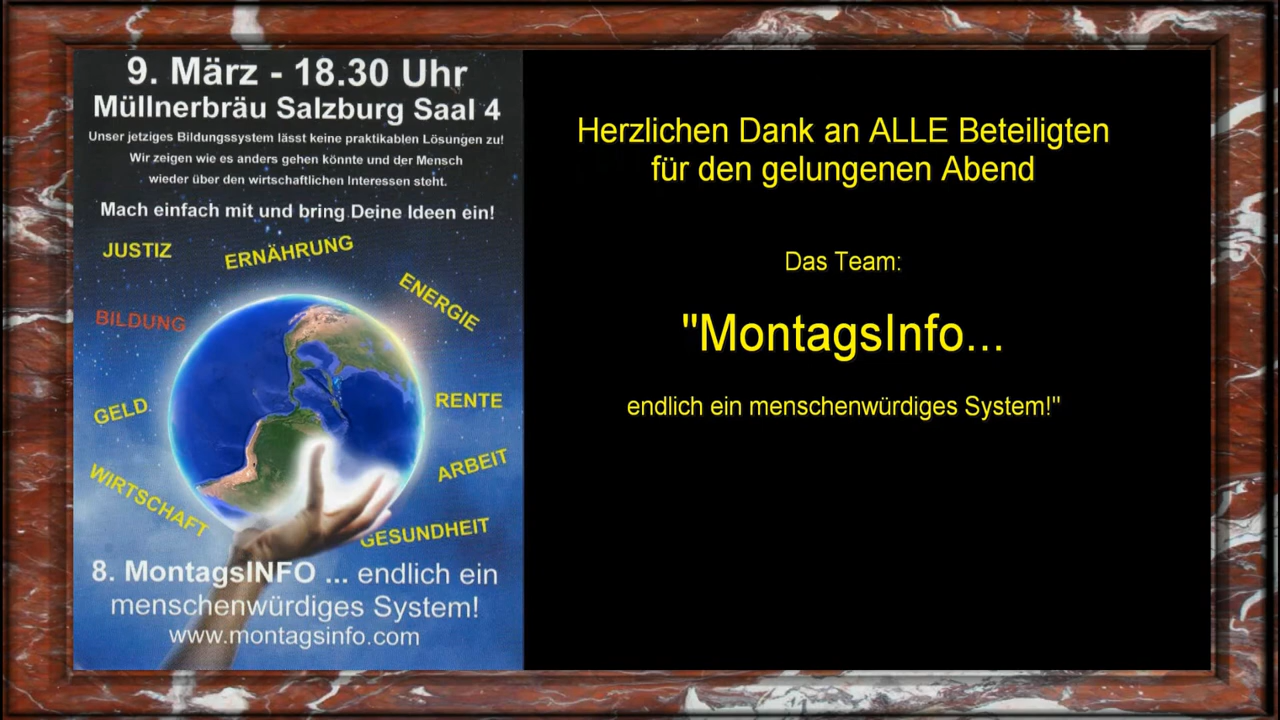 9. März - 18.30 Uhr
Müllnerbräu Salzburg Saal 4
Unser jetziges Bildungssystem lässt keine praktikablen Lösungen zu!
Wir zeigen wie es anders gehen könnte und der Mensch
wieder über den wirtschaftlichen Interessen steht.
Mach einfach mit und bring Deine Ideen ein!
JUSTIZ
ERNÄHRUNG
ENERGIE
BILDUNG
GELD
RENTE
WIRTSCHAFT
ARBEIT
GESUNDHEIT
8. MontagsINFO ... endlich ein
menschenwürdiges System!
www.montagsinfo.com
Herzlichen Dank an ALLE Beteiligten
für den gelungenen Abend
Das Team:
"MontagsInfo...
endlich ein menschenwürdiges System!"